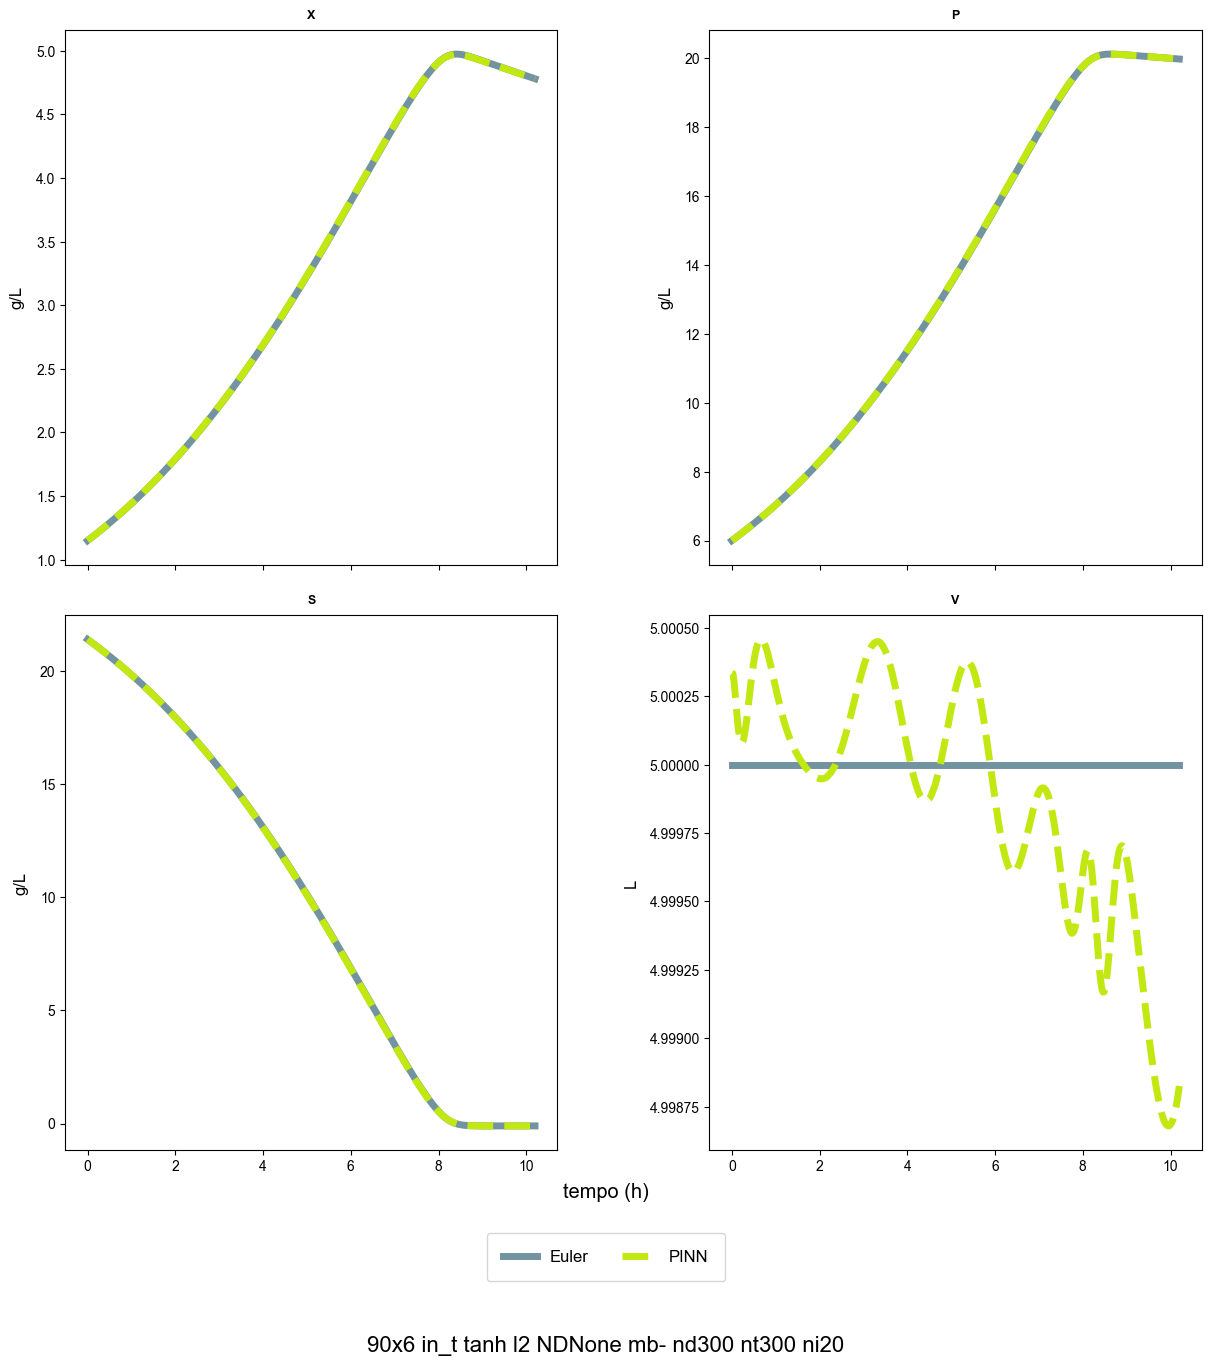 X
P
5.0
4.5
4.0
3.5
3.0
2.5
2.0
1.5
1.0
g/L
20
18
16
14
12
10
8
6
g/L
S
V
20
15
10
5
0
g/L
0 2 4 6 8 10
5.00050
5.00025
5.00000
4.99975
4.99950
4.99925
4.99900
4.99875
L
0 2 4 6 8 10
tempo (h)
Euler PINN
90x6 in_t tanh l2 NDNone mb- nd300 nt300 ni20